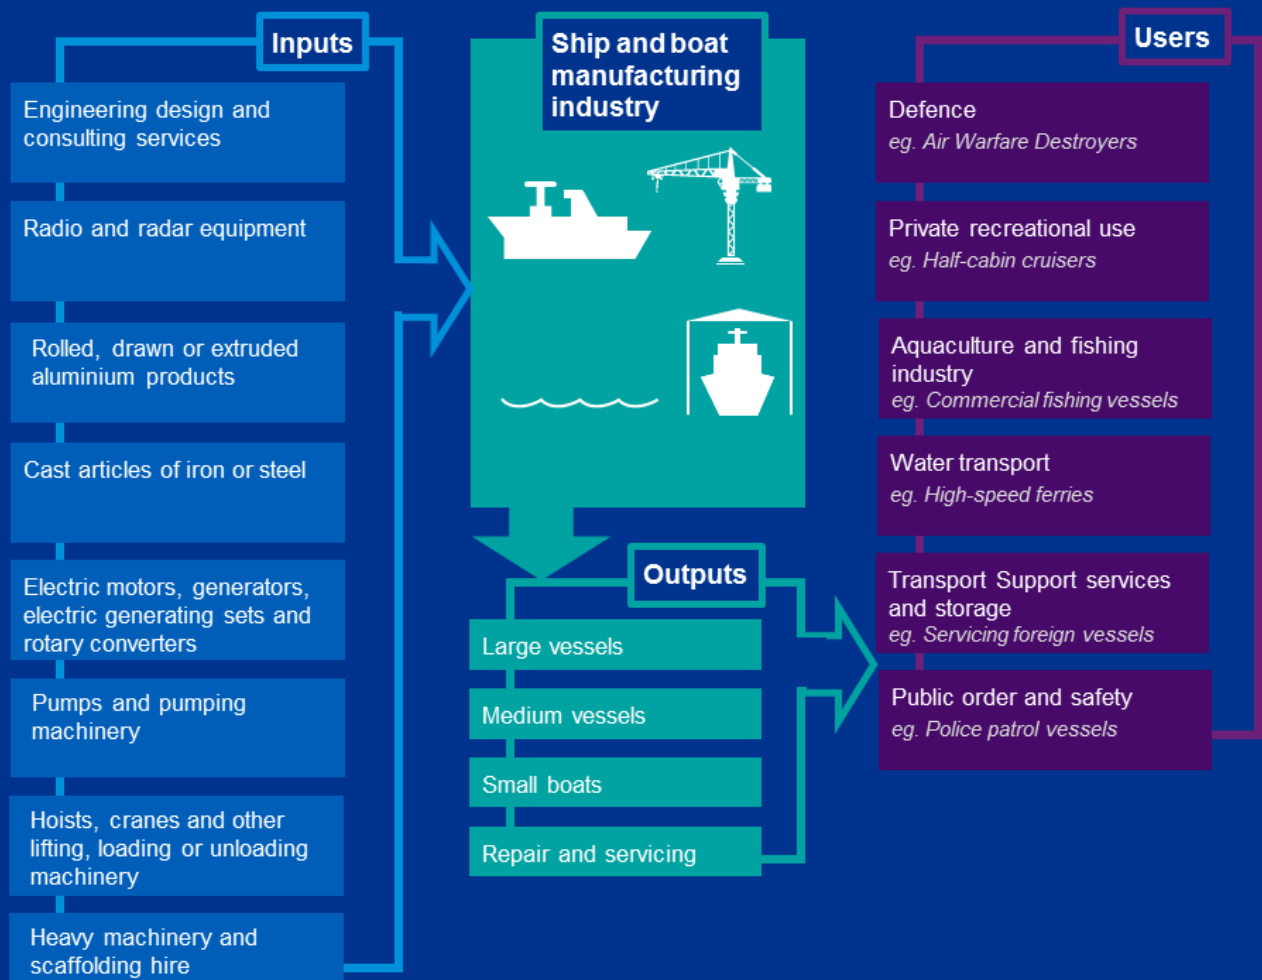 Inputs
Engineering design and
consulting services
Radio and radar equipment
Rolled, drawn or extruded
aluminium products
Cast articles of iron or steel
Electric motors, generators,
electric generating sets and
rotary converters
Pumps and pumping
machinery
Hoists, cranes and other
lifting, loading or unloading
machinery
Heavy machinery and
scaffolding hire
Ship and boat
manufacturing
industry
Outputs
Large vessels
Medium vessels
Small boats
Repair and servicing
Users
Defence
eg. Air Warfare Destroyers
Private recreational use
eg. Half-cabin cruisers
Aquaculture and fishing
industry
eg. Commercial fishing vessels
Water transport
eg. High-speed ferries
Transport Support services
and storage
eg. Servicing foreign vessels
Public order and safety
eg. Police patrol vessels